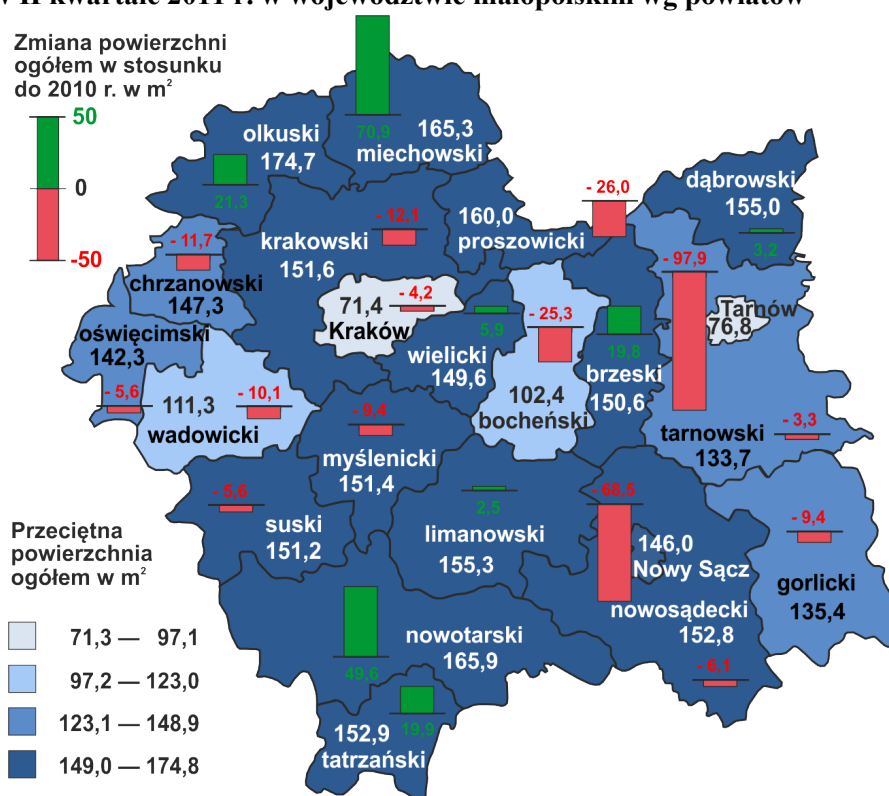 w II kwartale 2011 r. w województwie małopolskim wg powiatów
Zmiana powierzchni
ogółem w stosunku
do 2010 r. w m²
50
0
-50
70,9
165,3
miechowski
olkuski
174,7
21,3
- 26,0
dąbrowski
155,0
3,2
160,0
proszowicki
- 12,1
krakowski
151,6
- 11,7
chrzanowski
147,3
- 97,9
Tarnów
76,8
71,4
- 4,2
Kraków
5,9
wielicki
149,6
- 25,3
102,4
bocheński
19,8
brzeski
150,6
oświęcimski
142,3
- 5,6
111,3
- 10,1
wadowicki
- 9,4
myślenicki
151,4
- 3,3
tarnowski
133,7
- 5,6
suski
151,2
2,5
limanowski
155,3
- 68,5
146,0
Nowy Sącz
nowosądecki
152,8
- 6,1
- 9,4
gorlicki
135,4
49,6
nowotarski
165,9
19,9
152,9
tatrzański
Przeciętna
powierzchnia
ogółem w m²
71,3 — 97,1
97,2 — 123,0
123,1 — 148,9
149,0 — 174,8